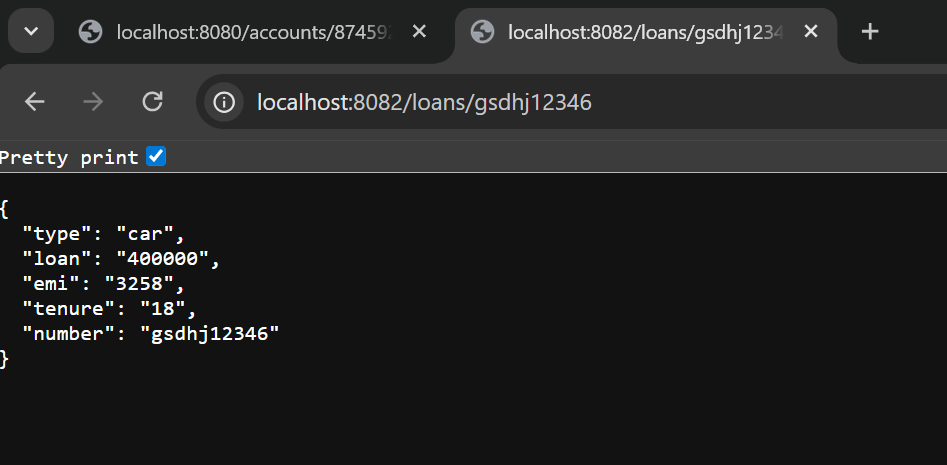 localhost:8080/accounts/87459
localhost:8082/loans/gsdhj1234
localhost:8082/loans/gsdhj12346
Pretty print
{
"type": "car",
"loan": "400000",
"emi": "3258",
"tenure": "18",
"number": "gsdhj12346"
}